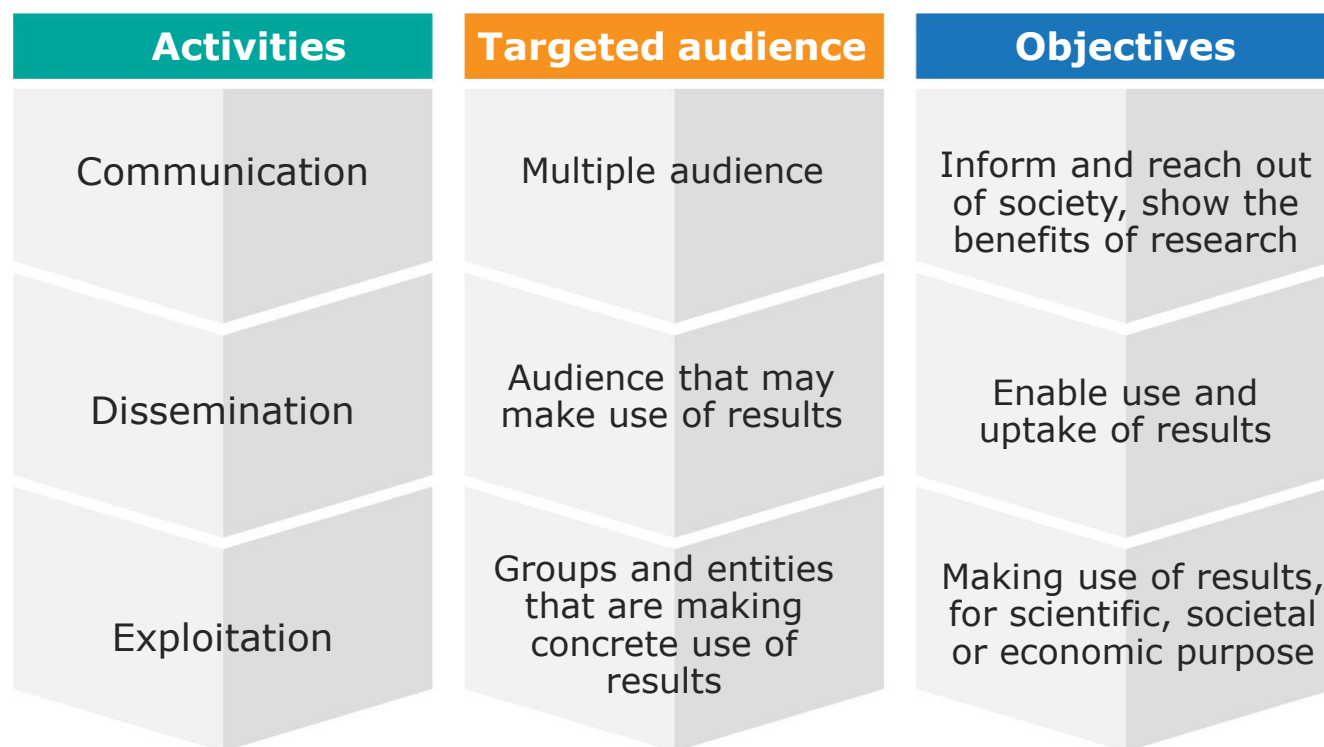 Activities
Targeted audience
Objectives
Communication
Multiple audience
Inform and reach out
of society, show the
benefits of research
Dissemination
Audience that may
make use of results
Enable use and
uptake of results
Exploitation
Groups and entities
that are making
concrete use of
results
Making use of results,
for scientific, societal
or economic purpose